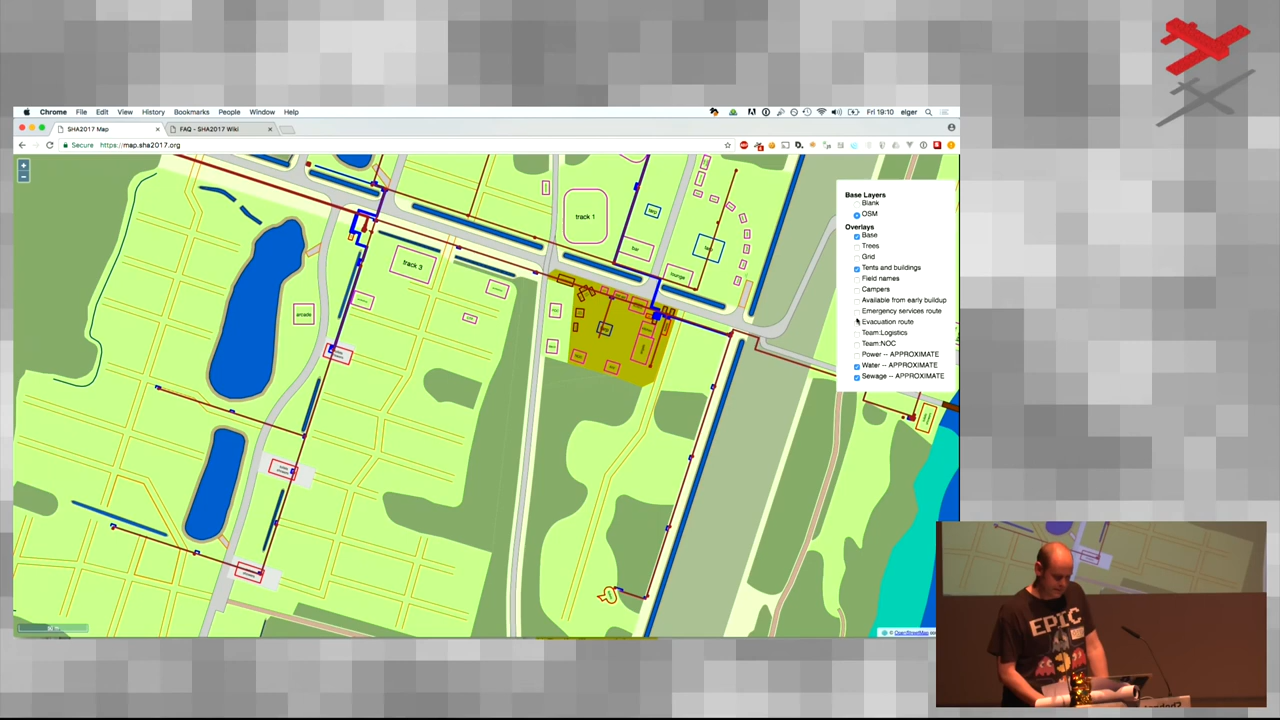 Chrome File Edit View History Bookmarks People Window Help
Fri 19:10 elger
SHA2017 Map
FAQ - SHA2017 Wiki
Secure https://map.sha2017.org
+
−
track 1
bar
lounge
track 3
arcade
Base Layers
Blank
OSM
Overlays
Base
Trees
Grid
Tents and buildings
Field names
Campers
Available from early buildup
Emergency services route
Evacuation route
Team:Logistics
Team:NOC
Power -- APPROXIMATE
Water -- APPROXIMATE
Sewage -- APPROXIMATE
© OpenStreetMap
EPIC